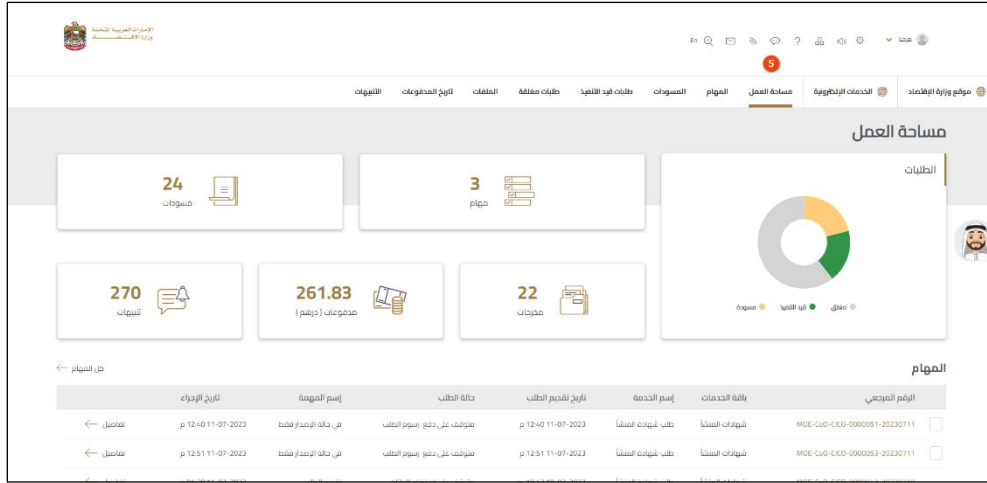 الإمارات العربية المتحدة
وزارة الاقتصاد
EN
?
مرحبا
5
موقع وزارة الإقتصاد
الخدمات الإلكترونية
مساحة العمل
المهام
المسودات
طلبات قيد التنفيذ
طلبات مغلقة
الملفات
تاريخ المدفوعات
التنبيهات
مساحة العمل
الطلبات
مغلق
قيد التنفيذ
مسودة
3
مهام
24
مسودات
22
مخرجات
261.83
مدفوعات ( درهم )
270
تنبيهات
المهام
كل المهام
الرقم المرجعي باقة الخدمات إسم الخدمة تاريخ تقديم الطلب حالة الطلب إسم المهمة تاريخ الإجراء
MOE-CoO-CICO-0000051-20230711 شهادات المنشأ طلب شهادة المنشأ 11-07-2023 12:40 م متوقف على دفع رسوم الطلب في حالة الإصدار فقط 11-07-2023 12:40 م تفاصيل
MOE-CoO-CICO-0000053-20230711 شهادات المنشأ طلب شهادة المنشأ 11-07-2023 12:51 م متوقف على دفع رسوم الطلب في حالة الإصدار فقط 11-07-2023 12:51 م تفاصيل